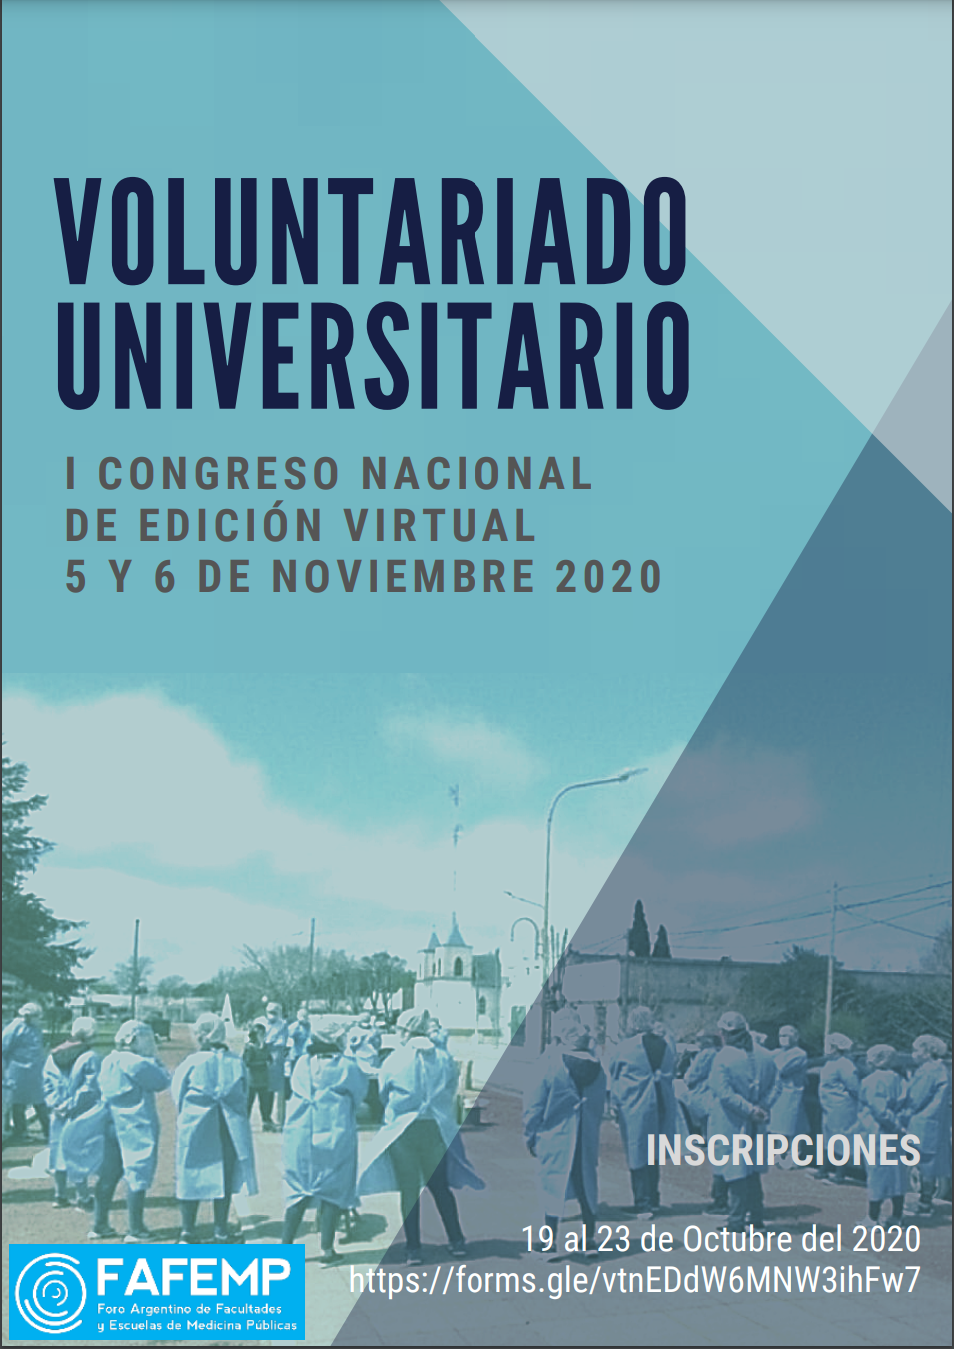 VOLUNTARIADO
UNIVERSITARIO
I CONGRESO NACIONAL
DE EDICIÓN VIRTUAL
5 Y 6 DE NOVIEMBRE 2020
INSCRIPCIONES
19 al 23 de Octubre del 2020
https://forms.gle/vtnEDdW6MNW3ihFw7
FAFEMP
Foro Argentino de Facultades
y Escuelas de Medicina Públicas